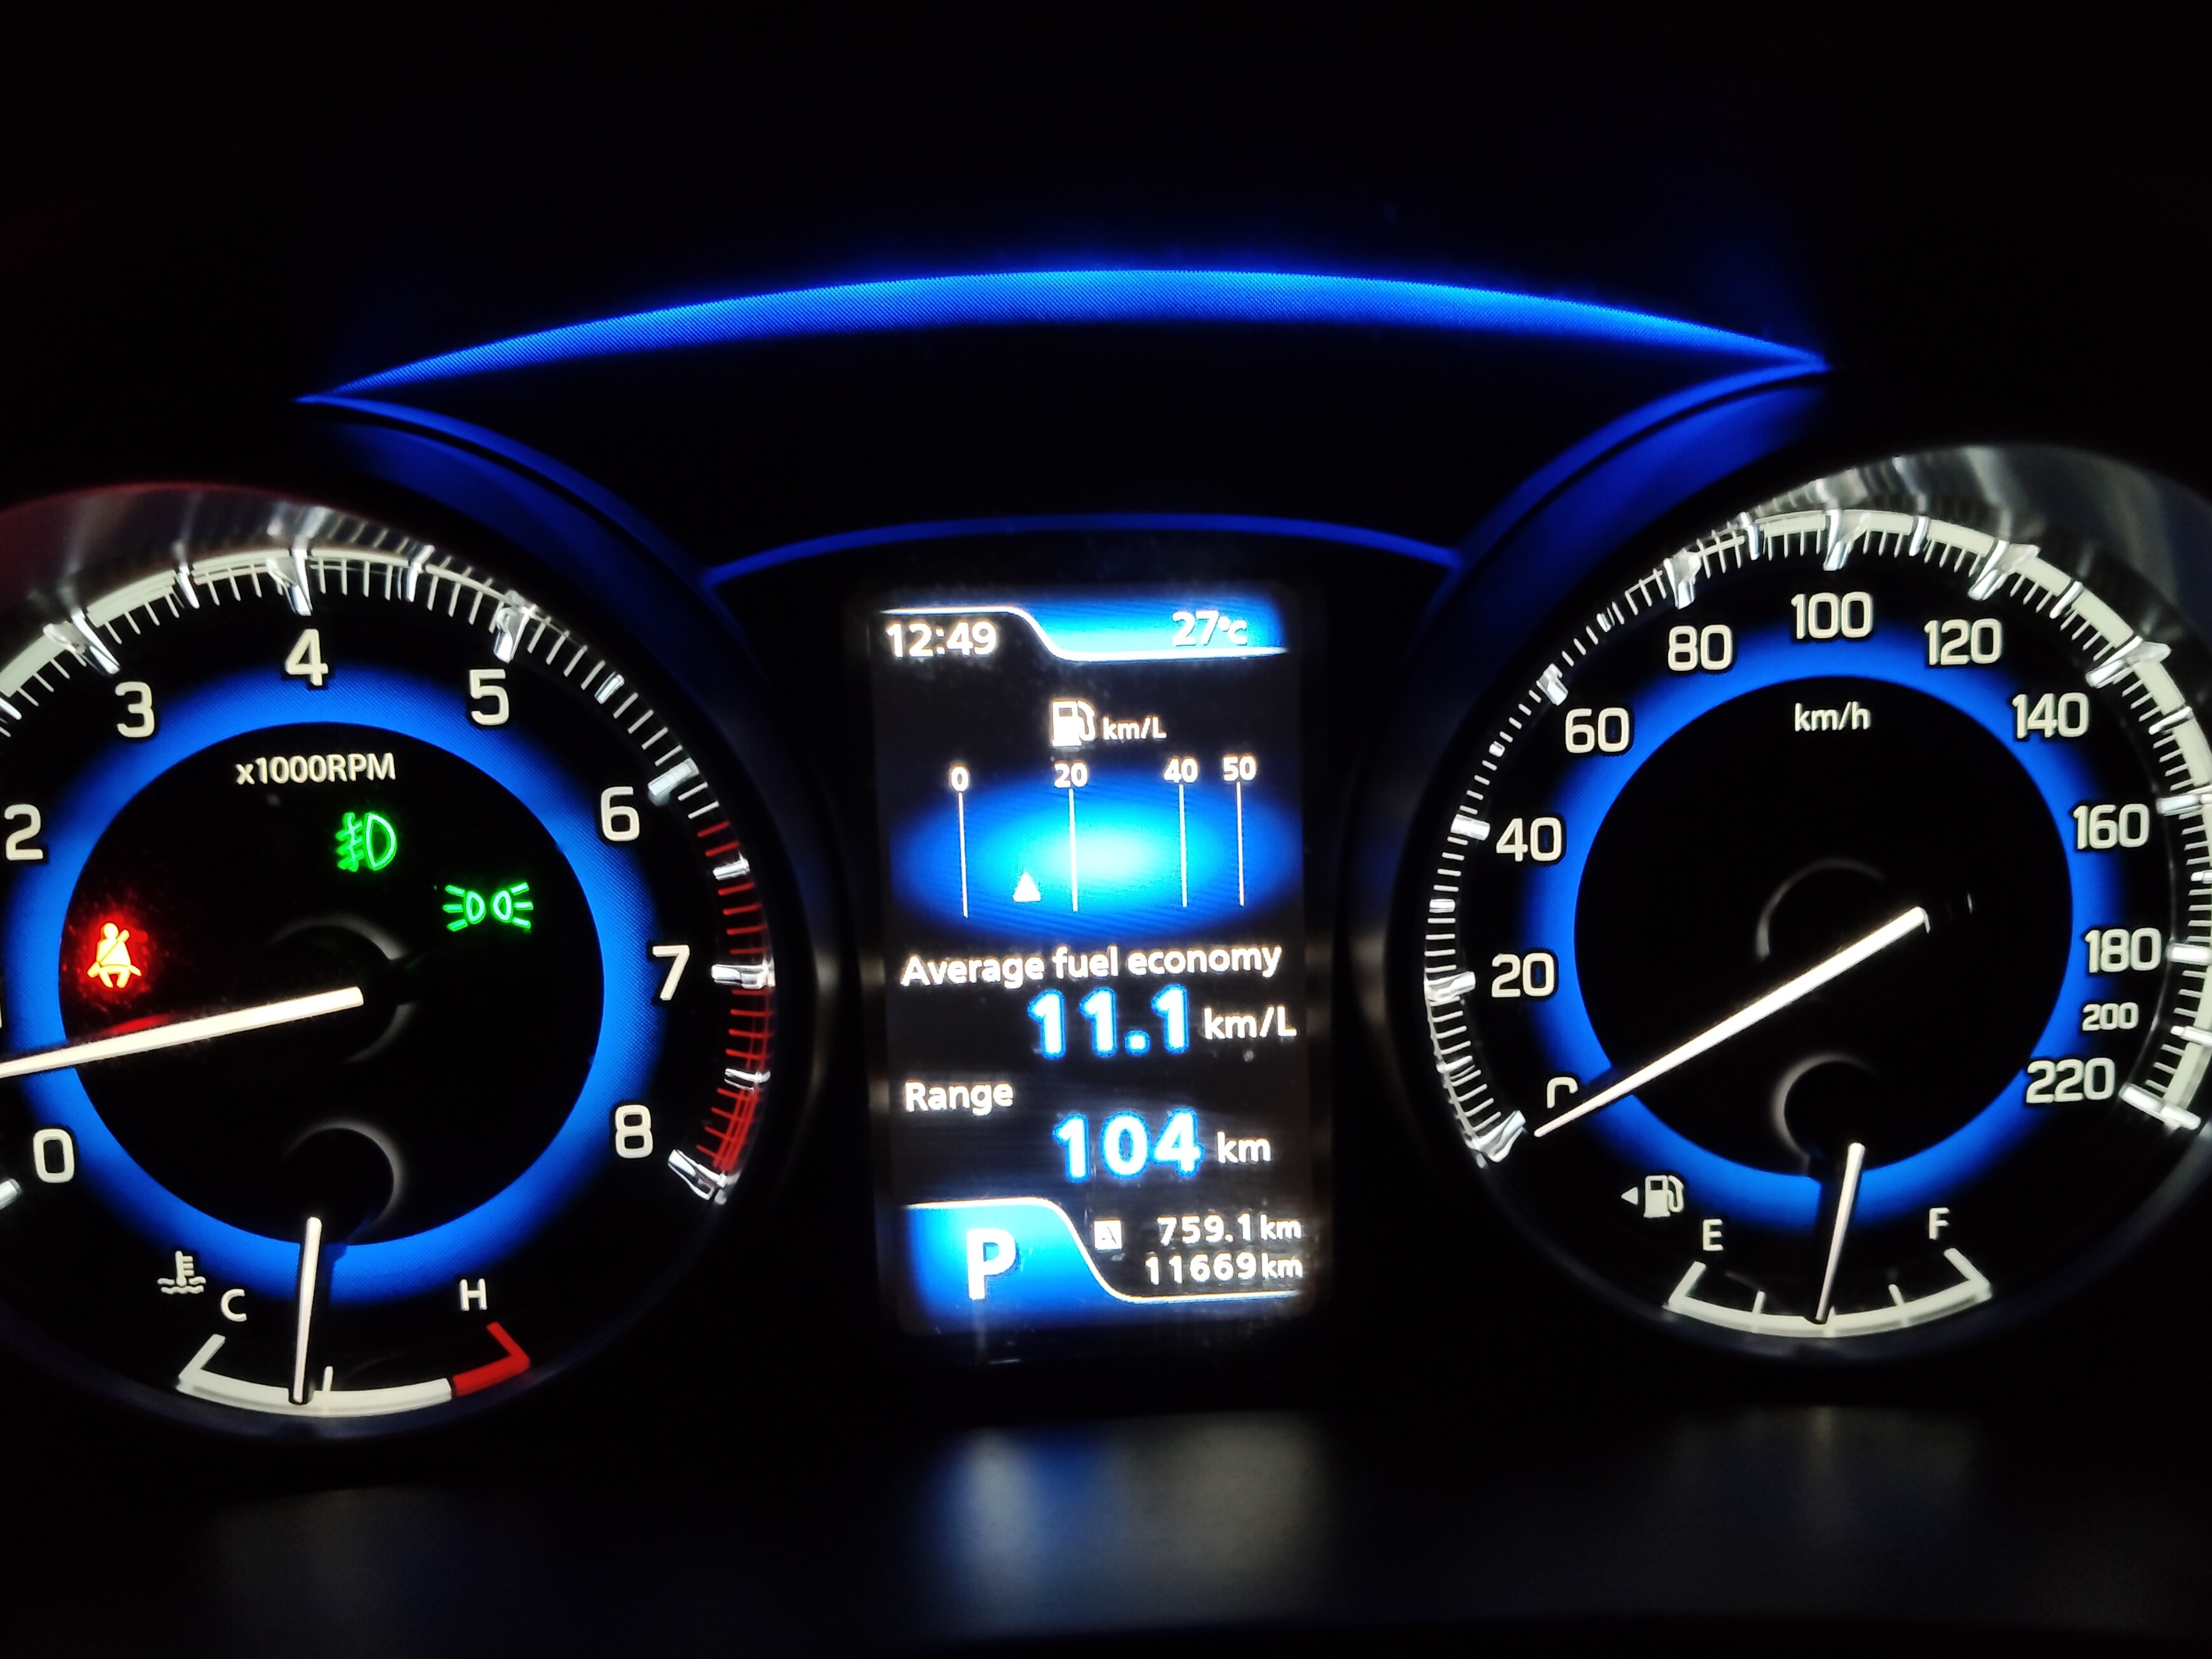 0
2
3
4
5
6
7
8
x1000RPM
C
H
12:49
27°C
km/L
0 20 40 50
Average fuel economy
11.1 km/L
Range
104 km
P
A 759.1 km
11669 km
20
40
60
80
100
120
140
160
180
200
220
km/h
E
F